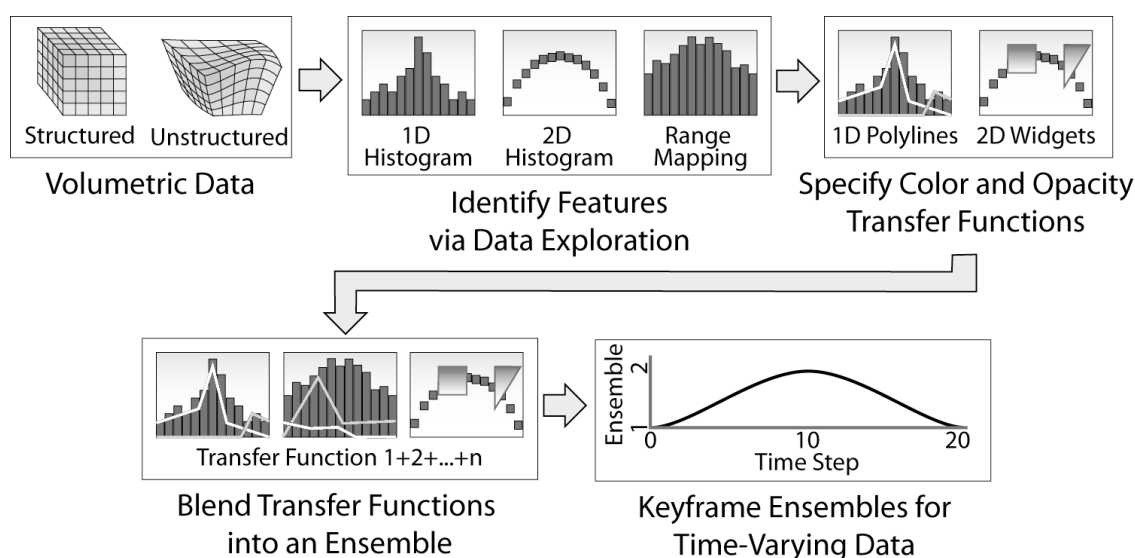 Structured
Unstructured
Volumetric Data
1D
Histogram
2D
Histogram
Range
Mapping
Identify Features
via Data Exploration
1D Polylines
2D Widgets
Specify Color and Opacity
Transfer Functions
Transfer Function 1+2+...+n
Blend Transfer Functions
into an Ensemble
Ensemble
2
1
0
10
20
Time Step
Keyframe Ensembles for
Time-Varying Data